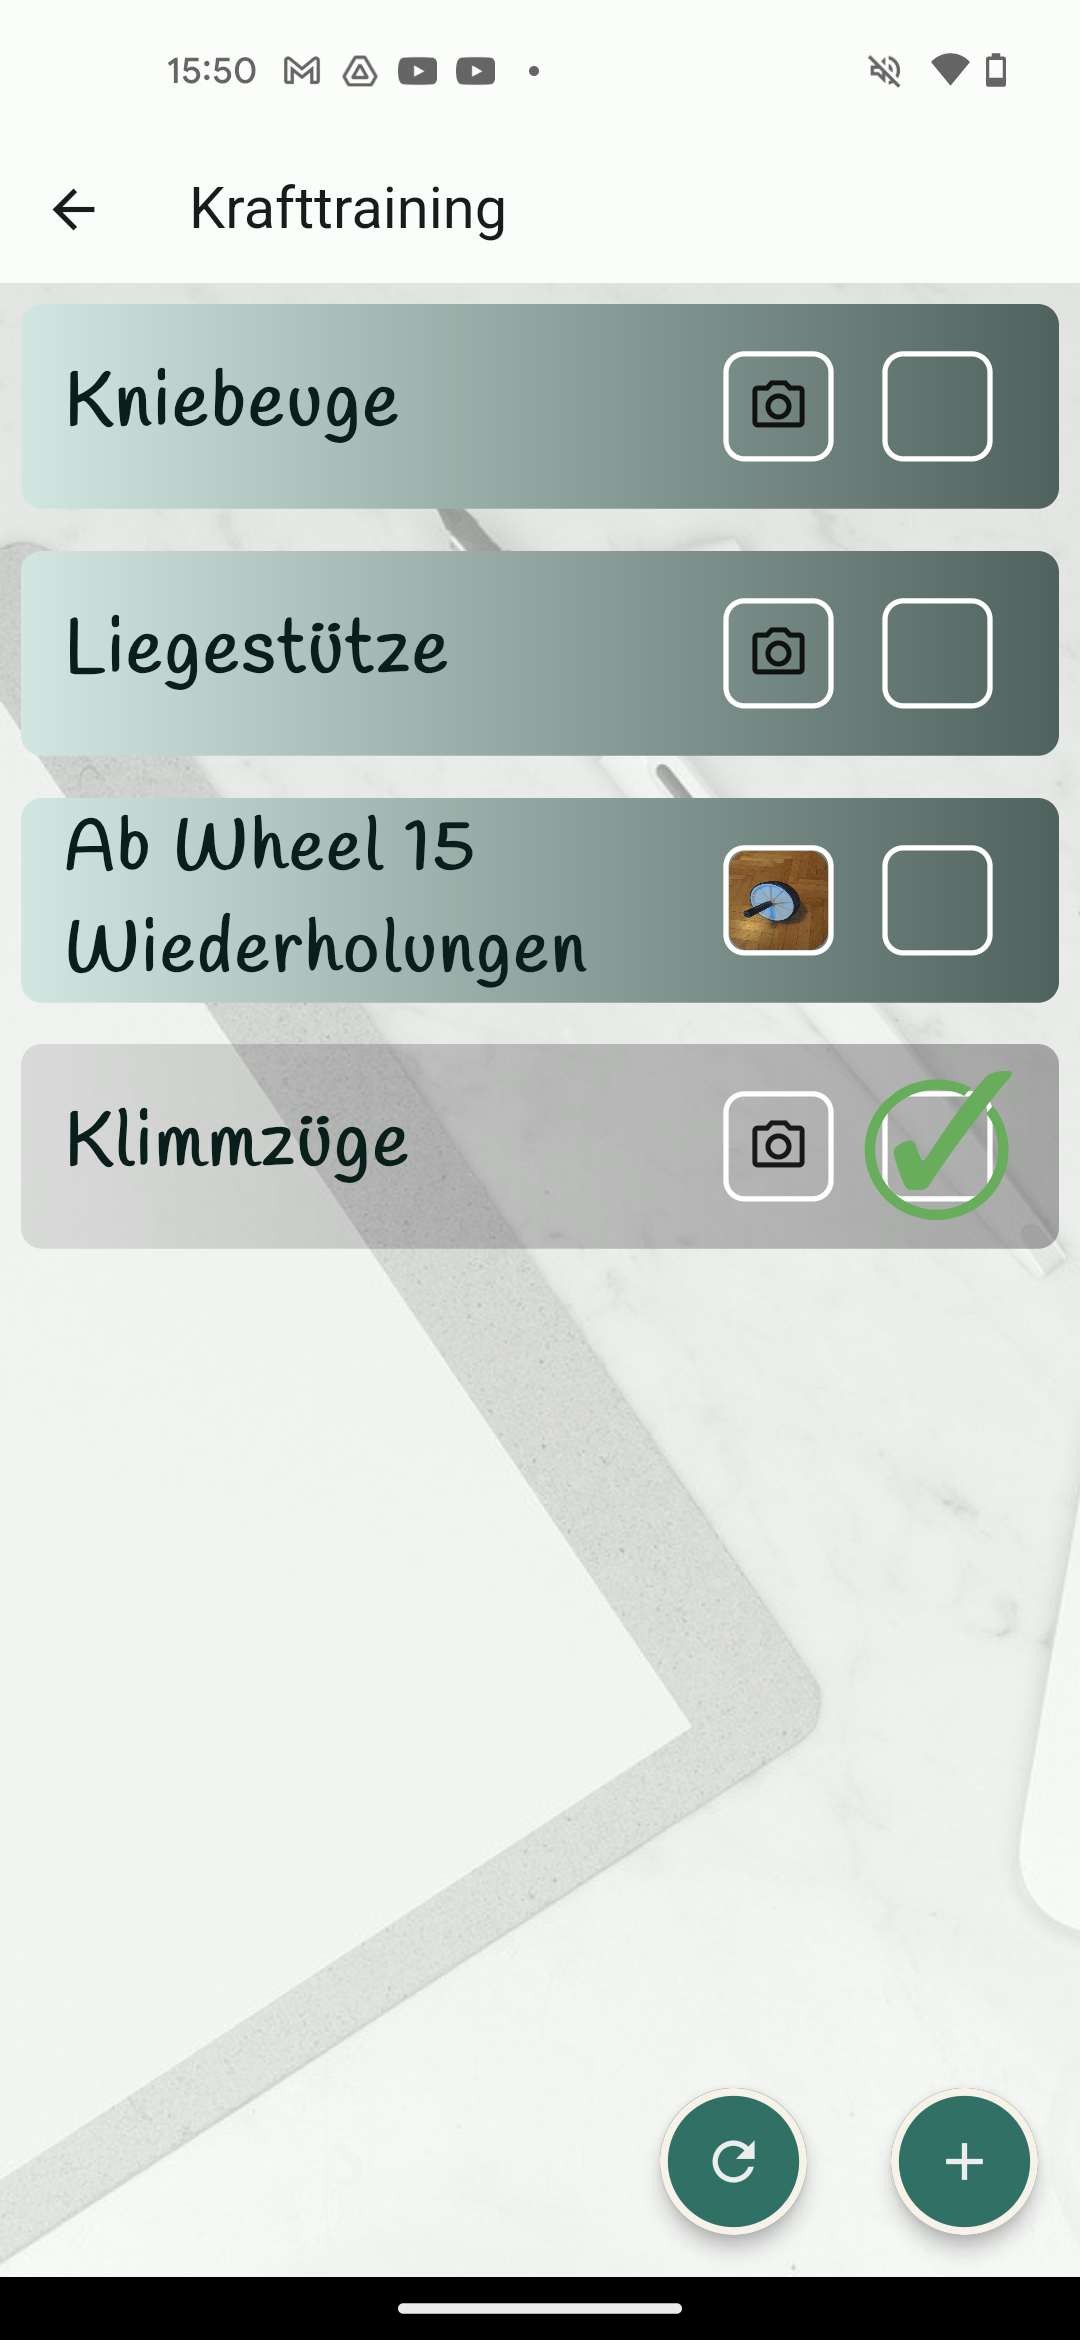 15:50
Krafttraining
Kniebeuge
Liegestütze
Ab Wheel 15
Wiederholungen
Klimmzüge